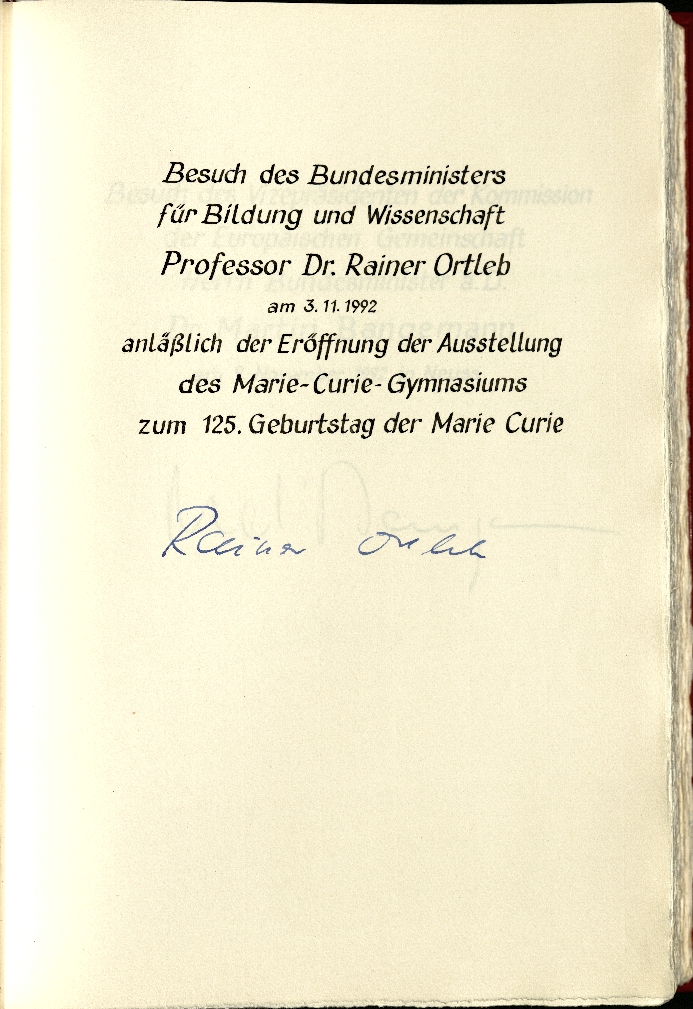 Besuch des Bundesministers
für Bildung und Wissenschaft
Professor Dr. Rainer Ortleb
am 3.11.1992
anläßlich der Eröffnung der Ausstellung
des Marie-Curie-Gymnasiums
zum 125. Geburtstag der Marie Curie
Rainer Ortleb